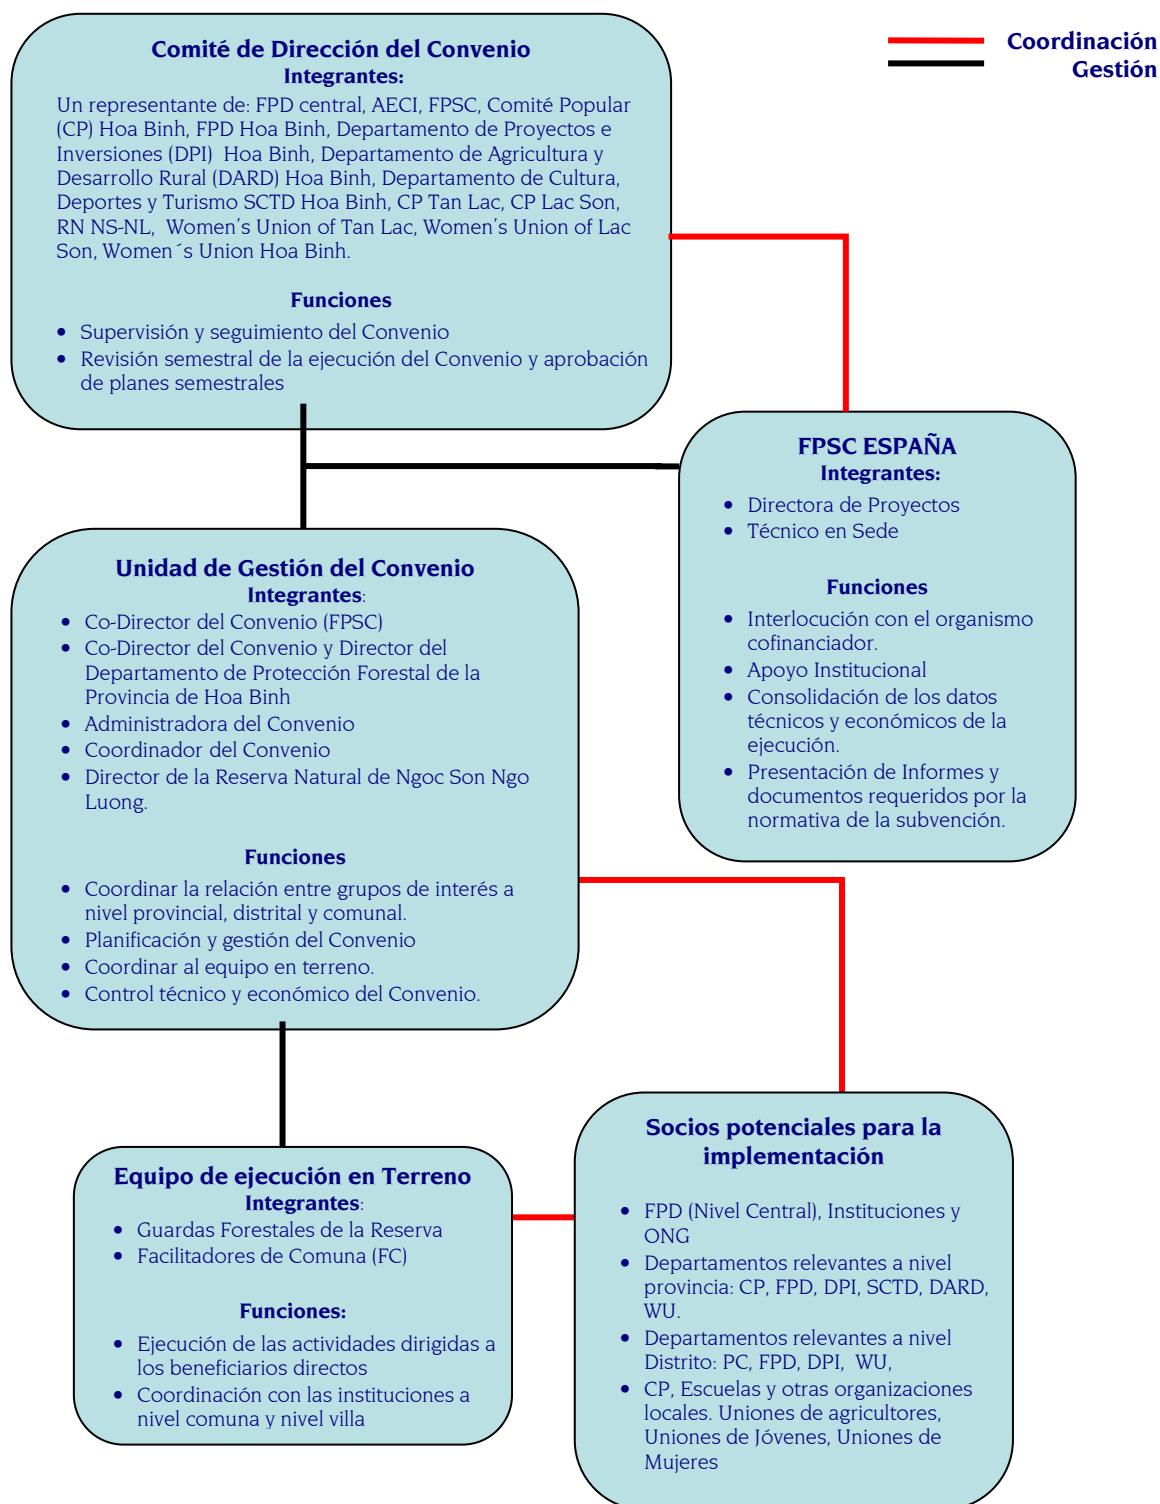 Comité de Dirección del Convenio
Integrantes:
Un representante de: FPD central, AECI, FPSC, Comité Popular
(CP) Hoa Binh, FPD Hoa Binh, Departamento de Proyectos e
Inversiones (DPI)  Hoa Binh, Departamento de Agricultura y
Desarrollo Rural (DARD) Hoa Binh, Departamento de Cultura,
Deportes y Turismo SCTD Hoa Binh, CP Tan Lac, CP Lac Son,
RN NS-NL,  Women’s Union of Tan Lac, Women’s Union of Lac
Son, Women´s Union Hoa Binh.
Funciones
• Supervisión y seguimiento del Convenio
• Revisión semestral de la ejecución del Convenio y aprobación
de planes semestrales
Coordinación
Gestión
FPSC ESPAÑA
Integrantes:
• Directora de Proyectos
• Técnico en Sede
Funciones
• Interlocución con el organismo
cofinanciador.
• Apoyo Institucional
• Consolidación de los datos
técnicos y económicos de la
ejecución.
• Presentación de Informes y
documentos requeridos por la
normativa de la subvención.
Unidad de Gestión del Convenio
Integrantes:
• Co-Director del Convenio (FPSC)
• Co-Director del Convenio y Director del
Departamento de Protección Forestal de la
Provincia de Hoa Binh
• Administradora del Convenio
• Coordinador del Convenio
• Director de la Reserva Natural de Ngoc Son Ngo
Luong.
Funciones
• Coordinar la relación entre grupos de interés a
nivel provincial, distrital y comunal.
• Planificación y gestión del Convenio
• Coordinar al equipo en terreno.
• Control técnico y económico del Convenio.
Equipo de ejecución en Terreno
Integrantes:
• Guardas Forestales de la Reserva
• Facilitadores de Comuna (FC)
Funciones:
• Ejecución de las actividades dirigidas a
los beneficiarios directos
• Coordinación con las instituciones a
nivel comuna y nivel villa
Socios potenciales para la
implementación
• FPD (Nivel Central), Instituciones y
ONG
• Departamentos relevantes a nivel
provincia: CP, FPD, DPI, SCTD, DARD,
WU.
• Departamentos relevantes a nivel
Distrito: PC, FPD, DPI,  WU,
• CP, Escuelas y otras organizaciones
locales. Uniones de agricultores,
Uniones de Jóvenes, Uniones de
Mujeres